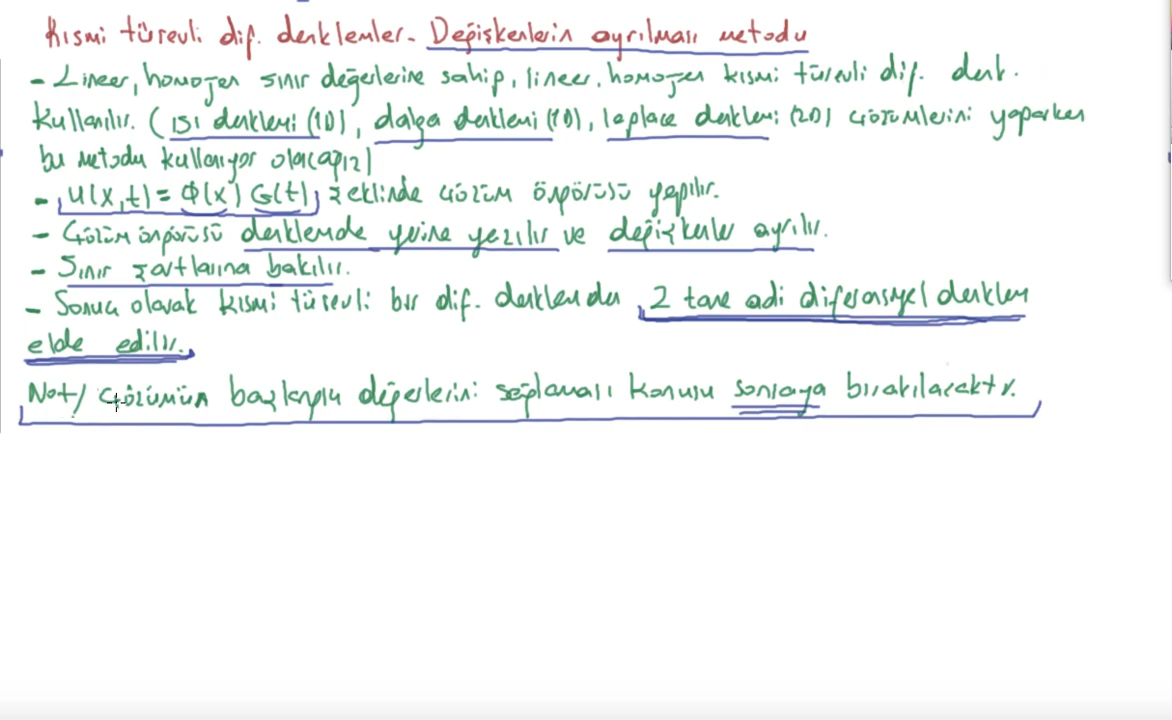 Kısmi türevli dif. denklemler - Değişkenlerin ayrılması metodu
- Lineer, homojen sınır değerlerine sahip, lineer, homojen kısmi türevli dif. denk.
kullanılır. (ısı denklemi (1D), dalga denklemi (1D), laplace denklemi (2D) çözümlerini yaparken
bu metodu kullanıyor olacağız)
- u(x,t) = Φ(x) G(t) şeklinde çözüm öngörüsü yapılır.
- Çözüm öngörüsü denklemde yerine yazılır ve değişkenler ayrılır.
- Sınır şartlarına bakılır.
- Sonuç olarak kısmi türevli bir dif. denklemden 2 tane adi diferansiyel denklem
elde edilir.
Not/ Çözümün başlangıç değerlerini sağlaması konusu sonraya bırakılacaktır.